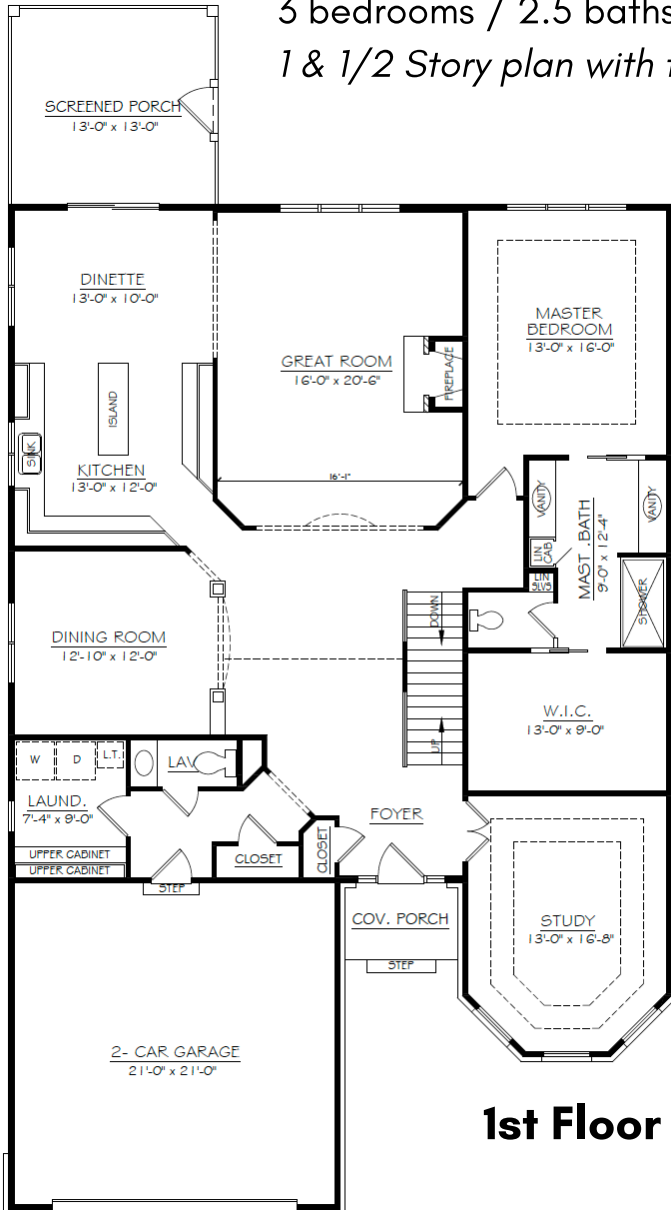 3 bedrooms / 2.5 baths
1 & 1/2 Story plan with
SCREENED PORCH
13'-0" x 13'-0"
DINETTE
13'-0" x 10'-0"
MASTER
BEDROOM
13'-0" x 16'-0"
GREAT ROOM
16'-0" x 20'-6"
FIREPLACE
ISLAND
SINK
KITCHEN
13'-0" x 12'-0"
16'-1"
VANITY
VANITY
MAST .BATH
9'-0" x 12'-4"
LIN
CAB
LIN
SLVS
SHOWER
DOWN
DINING ROOM
12'-10" x 12'-0"
UP
W.I.C.
13'-0" x 9'-0"
W
D
L.T.
LAV
LAUND.
7'-4" x 9'-0"
FOYER
UPPER CABINET
UPPER CABINET
CLOSET
CLOSET
STEP
COV. PORCH
STEP
STUDY
13'-0" x 16'-8"
2- CAR GARAGE
21'-0" x 21'-0"
1st Floor